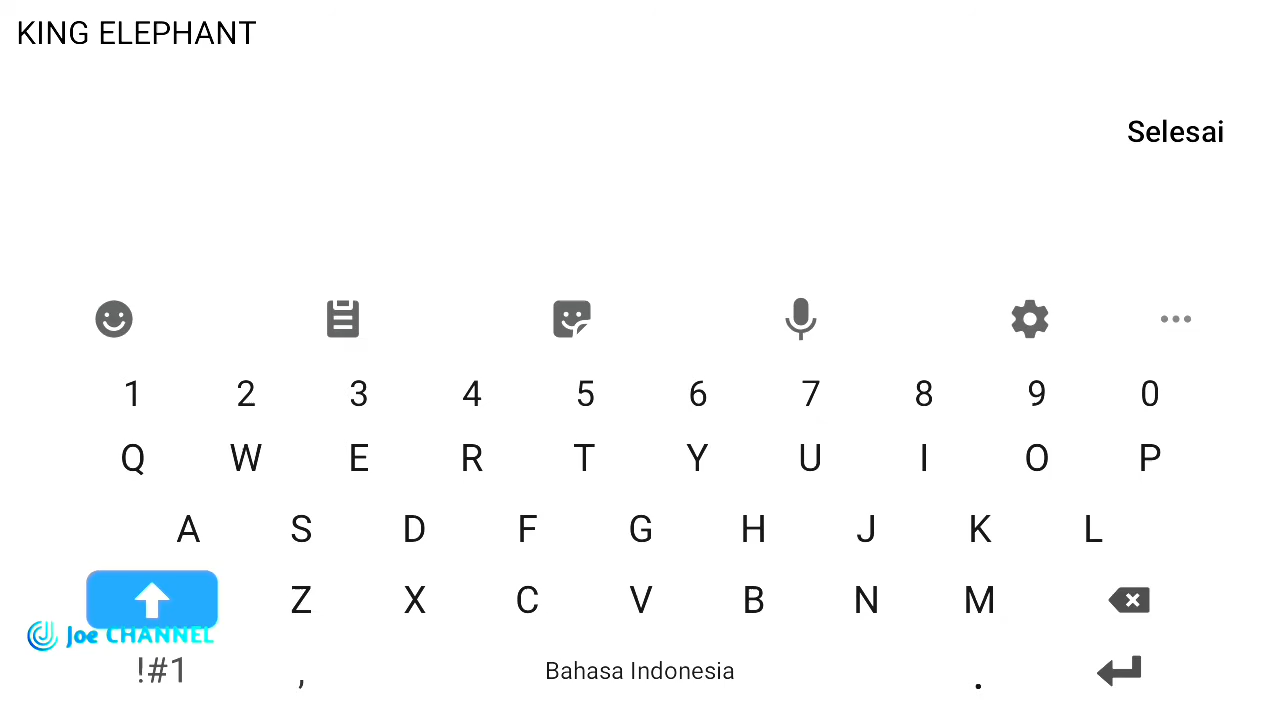 KING ELEPHANT
Selesai
1 2 3 4 5 6 7 8 9 0
Q W E R T Y U I O P
A S D F G H J K L
Z X C V B N M
Joe CHANNEL
!#1 , Bahasa Indonesia .